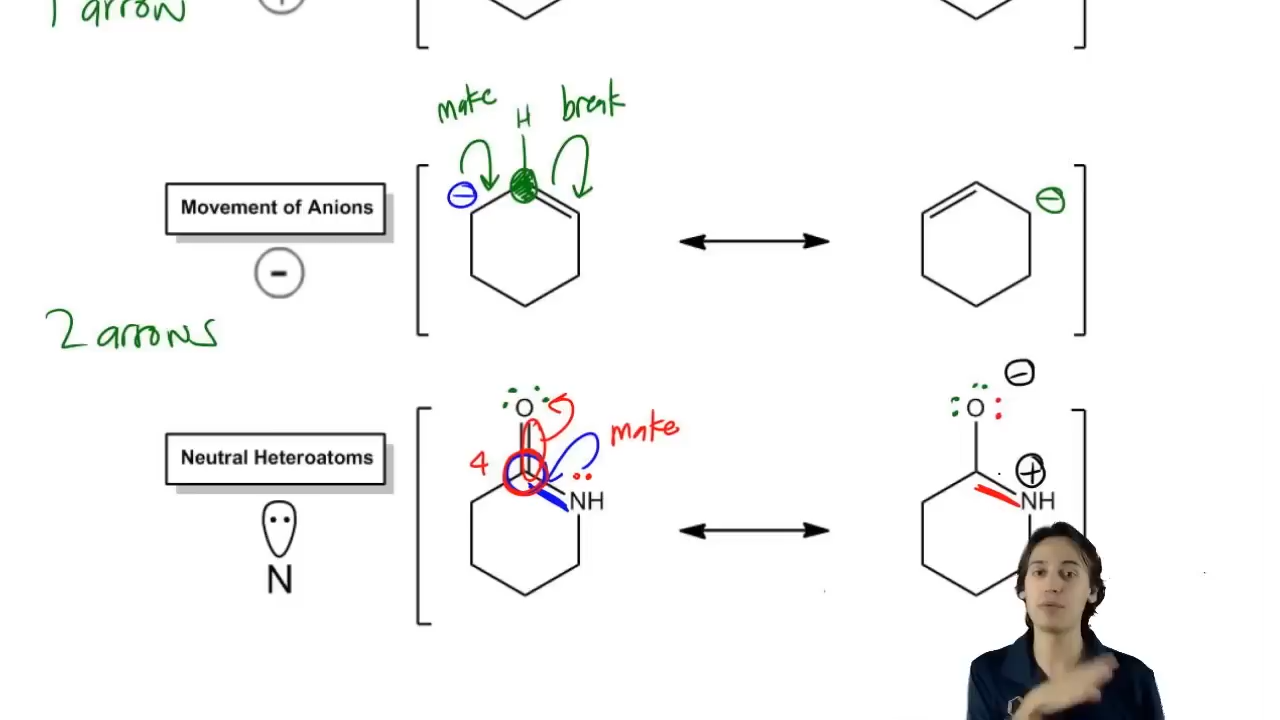 1 arrow
+
make
H
break
Movement of Anions
−
−
−
2 arrows
−
O
O
make
4
+
Neutral Heteroatoms
NH
NH
N